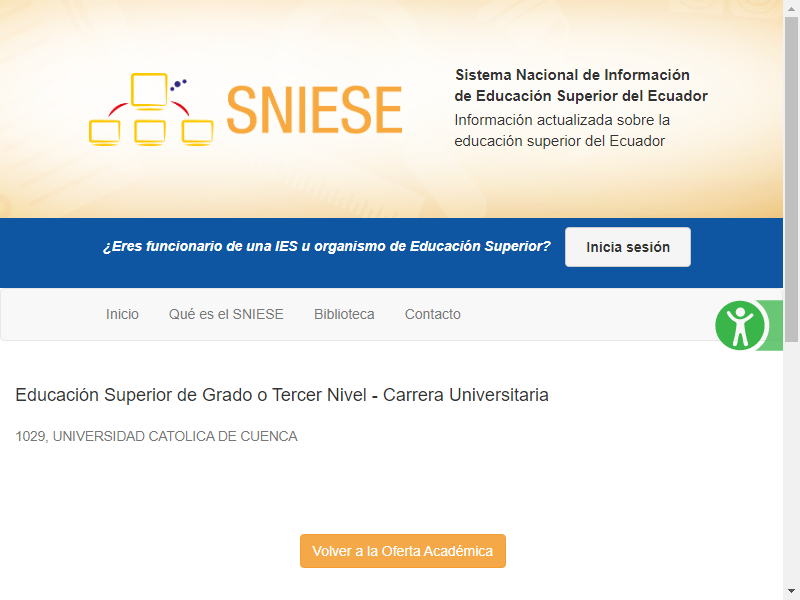 SNIESE
Sistema Nacional de Información
de Educación Superior del Ecuador
Información actualizada sobre la
educación superior del Ecuador
¿Eres funcionario de una IES u organismo de Educación Superior?
Inicia sesión
Inicio
Qué es el SNIESE
Biblioteca
Contacto
Educación Superior de Grado o Tercer Nivel - Carrera Universitaria
1029, UNIVERSIDAD CATOLICA DE CUENCA
Volver a la Oferta Académica